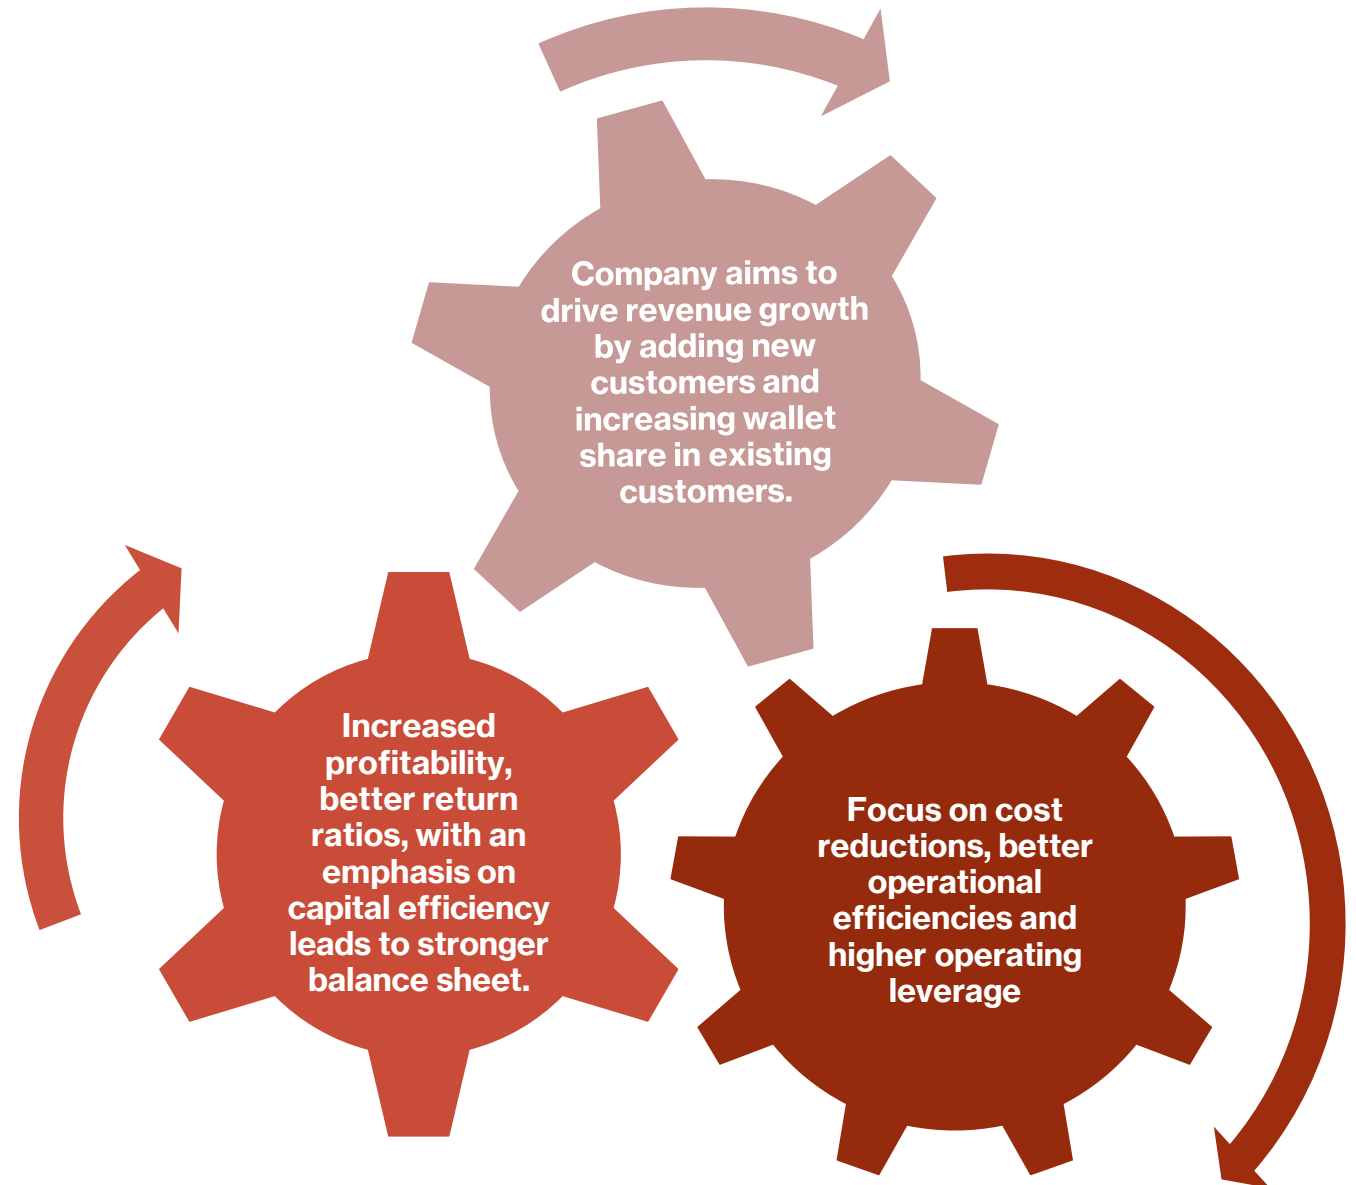 Company aims to
drive revenue growth
by adding new
customers and
increasing wallet
share in existing
customers.
Increased
profitability,
better return
ratios, with an
emphasis on
capital efficiency
leads to stronger
balance sheet.
Focus on cost
reductions, better
operational
efficiencies and
higher operating
leverage